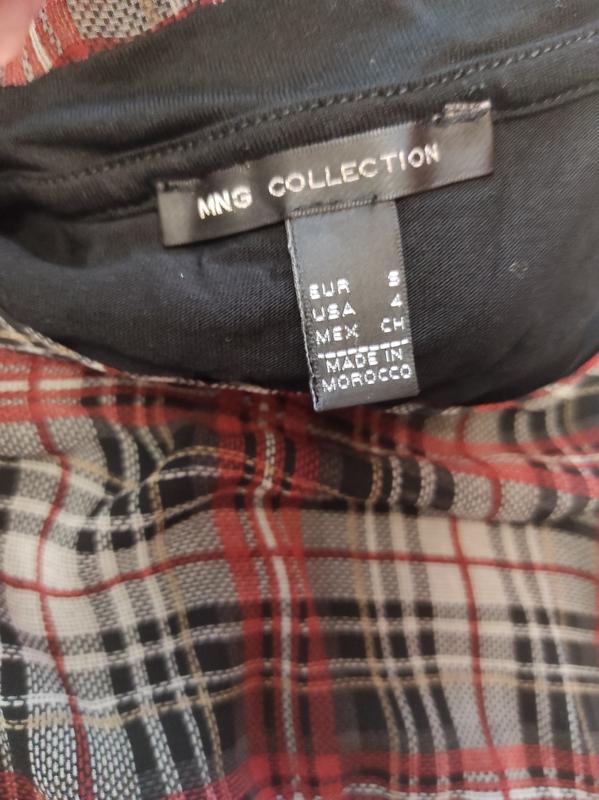 MNG COLLECTION
EUR S
USA 4
MEX CH
MADE IN
MOROCCO